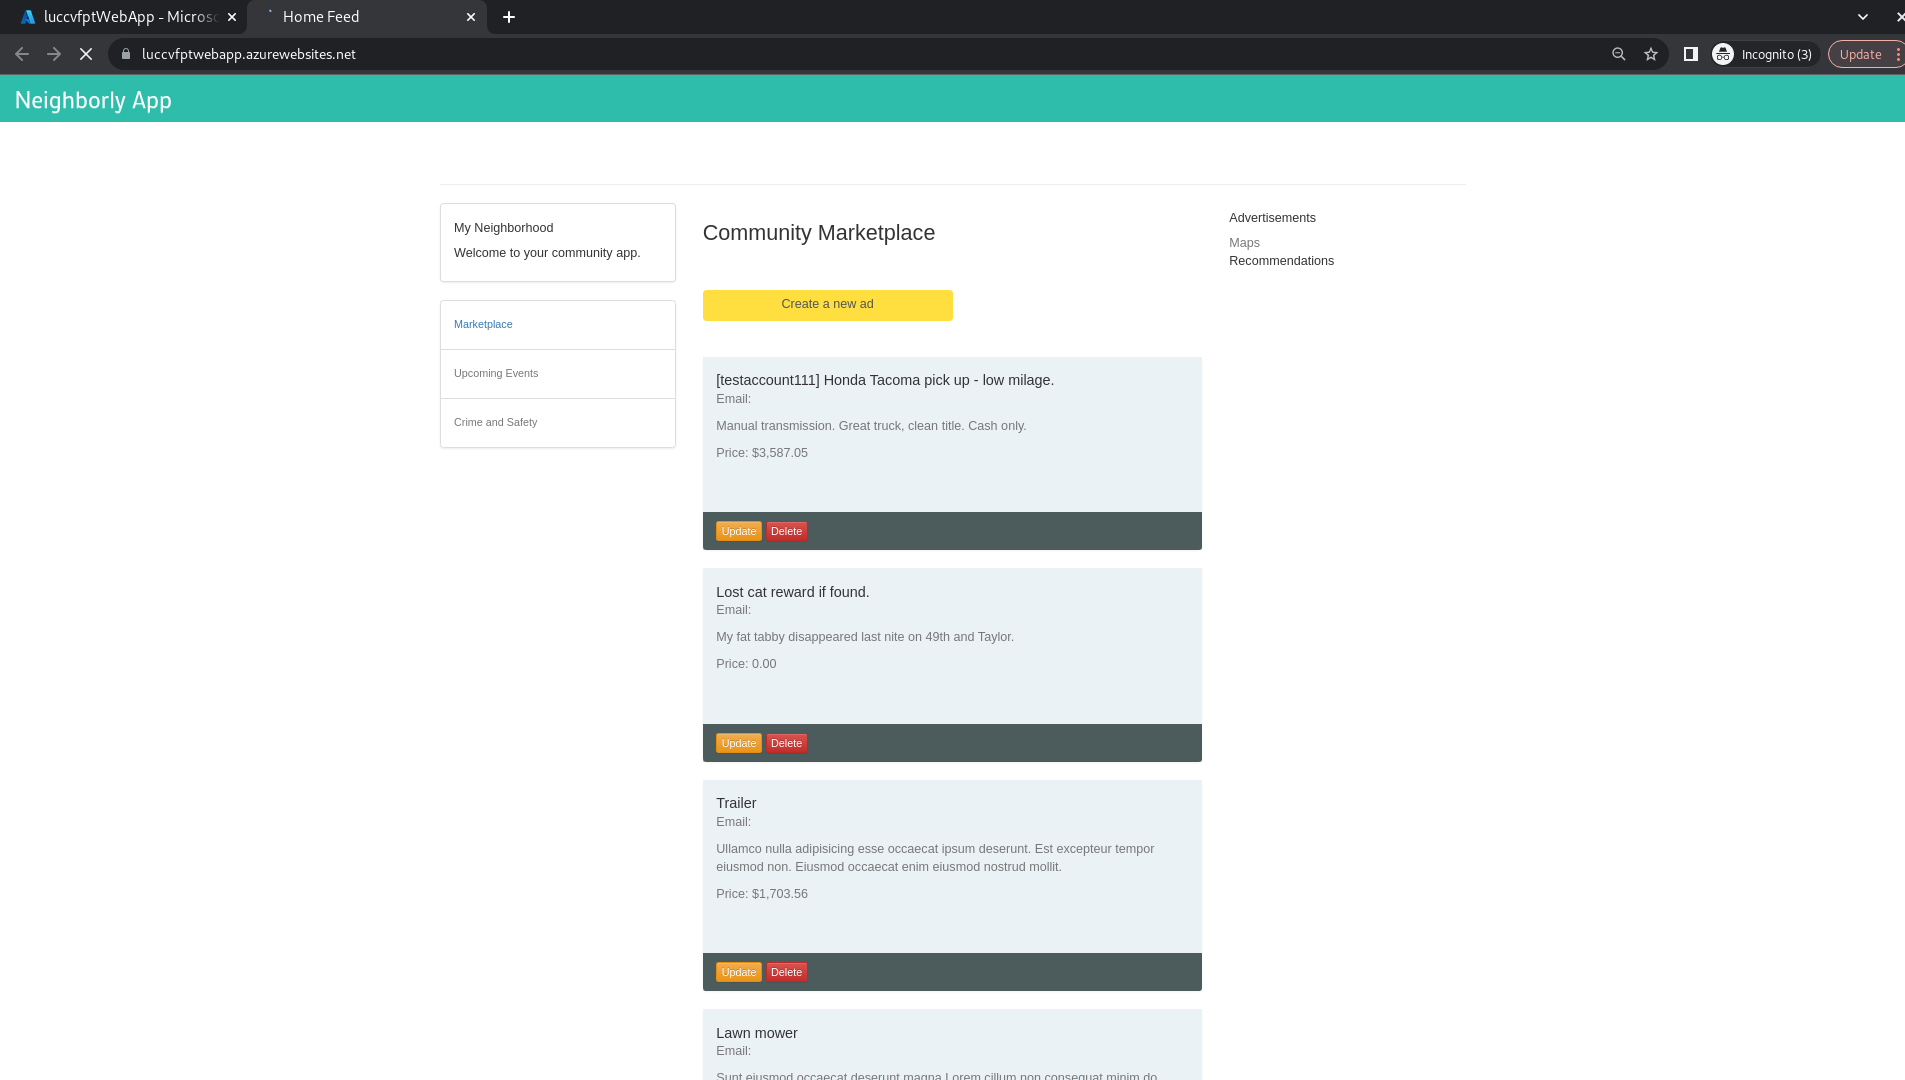 luccvfptWebApp - Micros
Home Feed
luccvfptwebapp.azurewebsites.net
Incognito (3)
Update
Neighborly App
My Neighborhood
Welcome to your community app.
Marketplace
Upcoming Events
Crime and Safety
Community Marketplace
Create a new ad
[testaccount111] Honda Tacoma pick up - low milage.
Email:
Manual transmission. Great truck, clean title. Cash only.
Price: $3,587.05
Update Delete
Lost cat reward if found.
Email:
My fat tabby disappeared last nite on 49th and Taylor.
Price: 0.00
Update Delete
Trailer
Email:
Ullamco nulla adipisicing esse occaecat ipsum deserunt. Est excepteur tempor
eiusmod non. Eiusmod occaecat enim eiusmod nostrud mollit.
Price: $1,703.56
Update Delete
Lawn mower
Email:
Sunt eiusmod occaecat deserunt magna Lorem cillum non consequat minim do
Advertisements
Maps
Recommendations